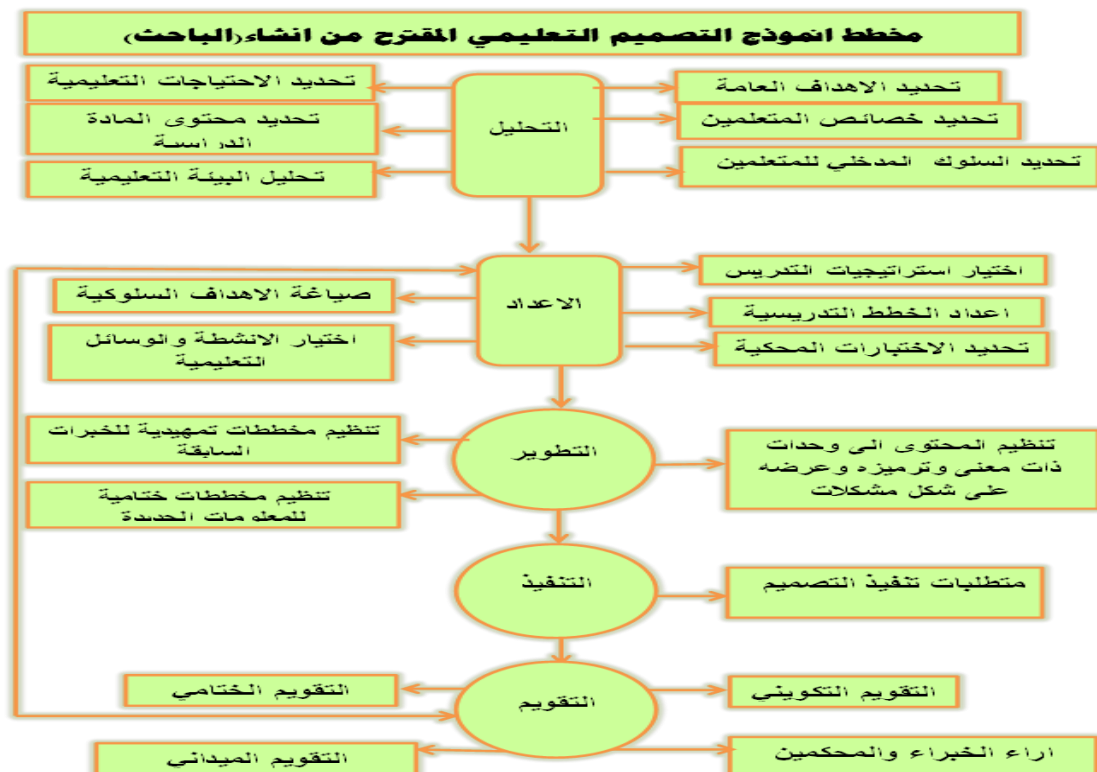 مخطط انموذج التصميم التعليمي المقترح من انشاء(الباحث)
تحديد الاهداف العامة
تحديد خصائص المتعلمين
تحديد السلوك المدخلي للمتعلمين
التحليل
تحديد الاحتياجات التعليمية
تحديد محتوى المادة
الدراسية
تحليل البيئة التعليمية
اختيار استراتيجيات التدريس
اعداد الخطط التدريسية
تحديد الاختبارات المحكية
الاعداد
صياغة الاهداف السلوكية
اختيار الانشطة والوسائل
التعليمية
تنظيم المحتوى الى وحدات
ذات معنى وترميزه وعرضه
على شكل مشكلات
التطوير
تنظيم مخططات تمهيدية للخبرات
السابقة
تنظيم مخططات ختامية
للمعلومات الجديدة
التنفيذ
متطلبات تنفيذ التصميم
التقويم التكويني
اراء الخبراء والمحكمين
التقويم
التقويم الختامي
التقويم الميداني